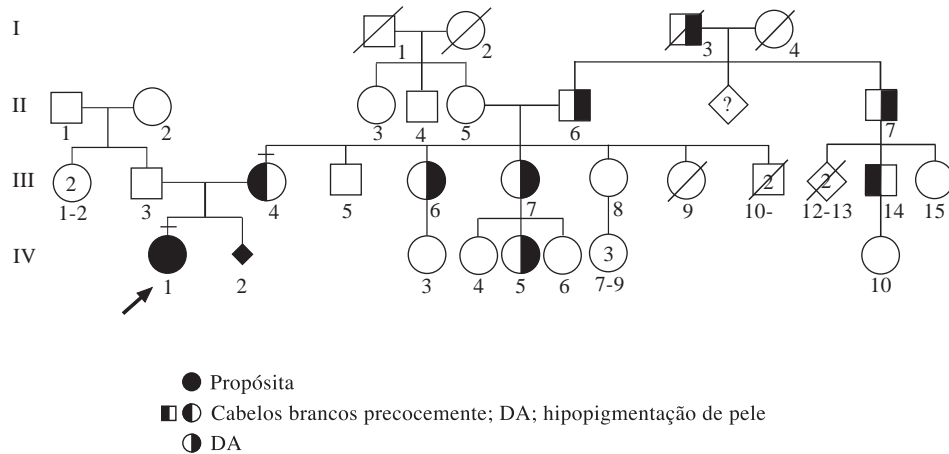 I
1 2 3 4
II
1 2 3 4 5 6 ? 7
III
2 2 2
1-2 3 4 5 6 7 8 9 10- 12-13 14 15
IV
3
1 2 3 4 5 6 7-9 10
Propósita
Cabelos brancos precocemente; DA; hipopigmentação de pele
DA